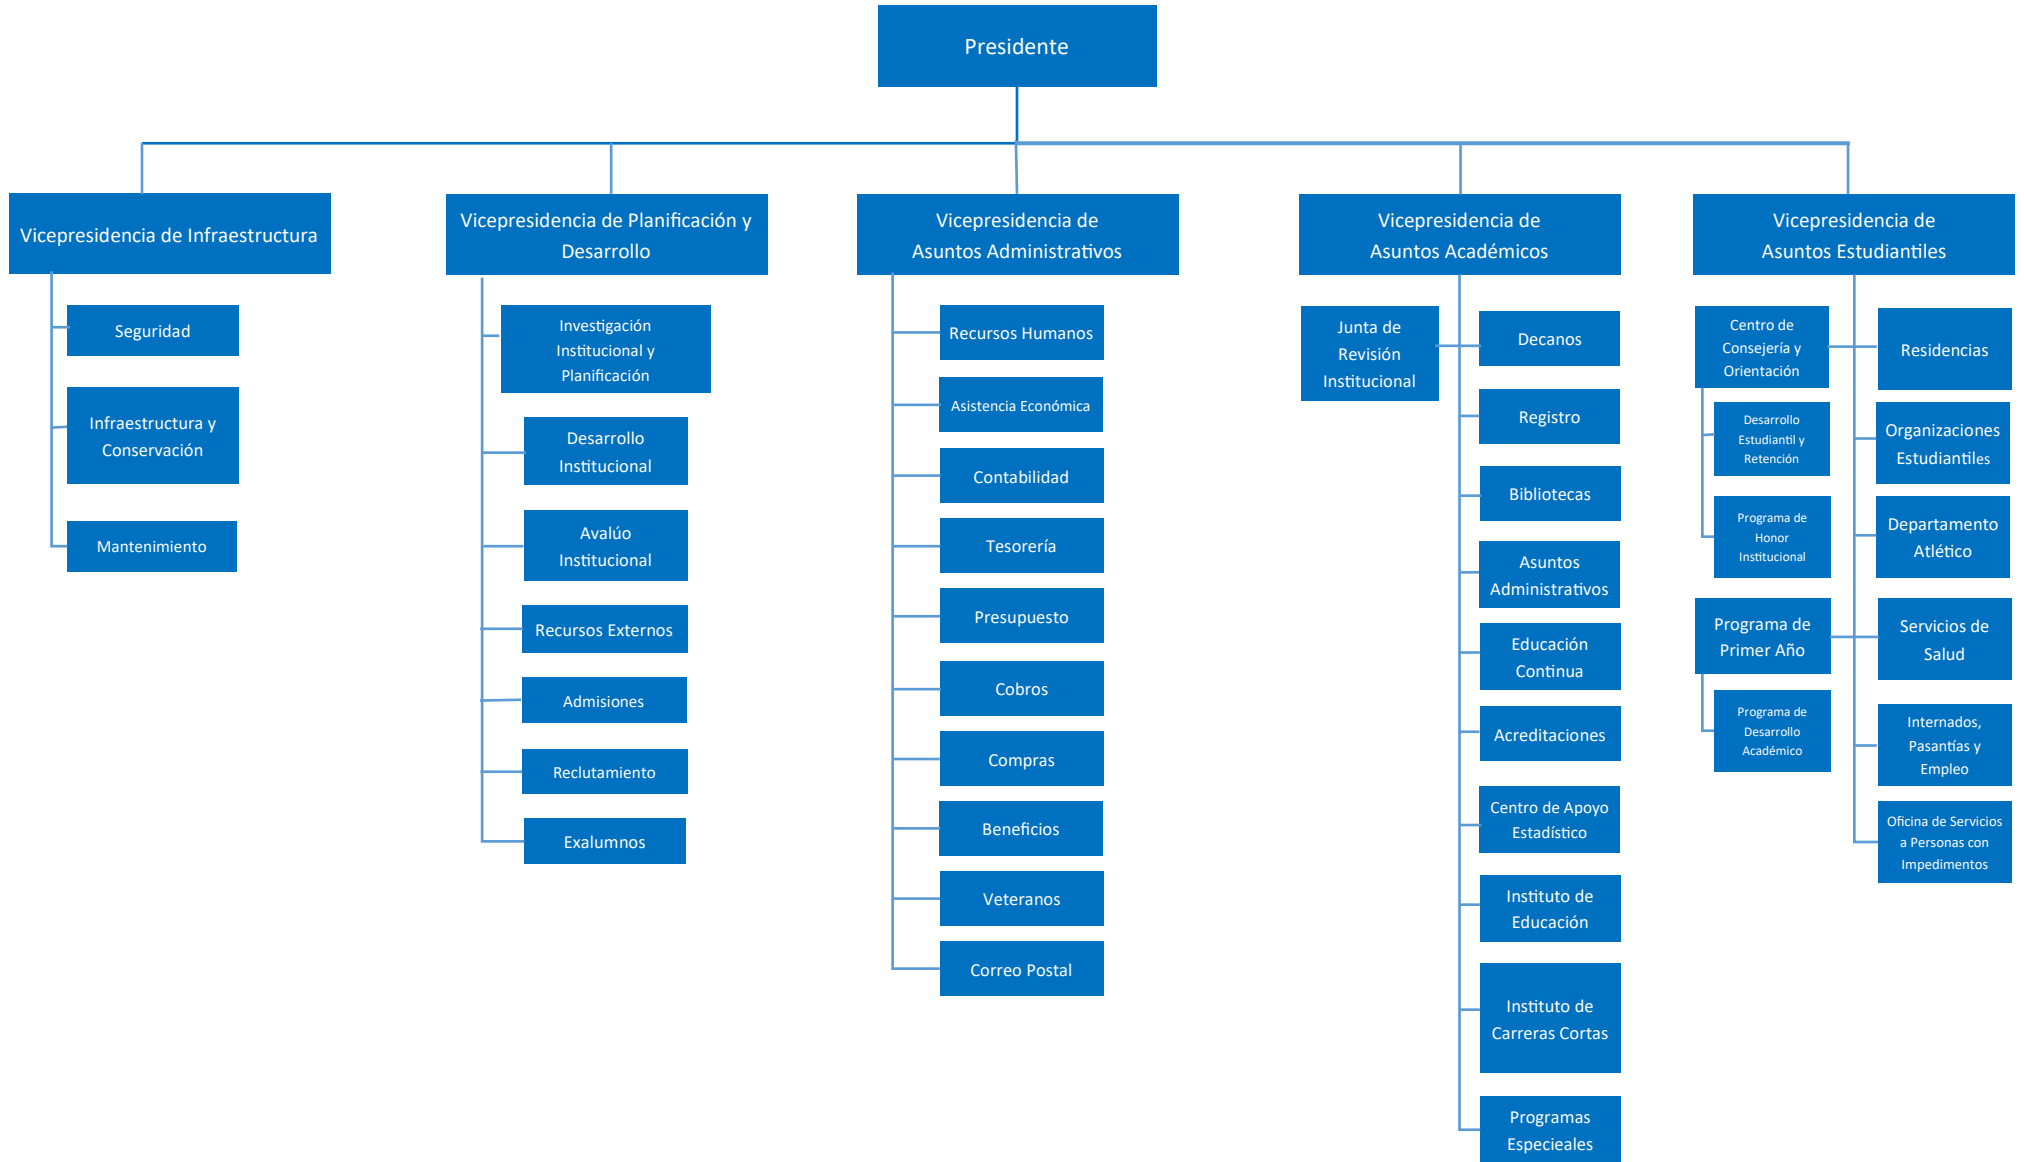 Presidente
Vicepresidencia de Infraestructura
Seguridad
Infraestructura y
Conservación
Mantenimiento
Vicepresidencia de Planificación y
Desarrollo
Investigación
Institucional y
Planificación
Desarrollo
Institucional
Avalúo
Institucional
Recursos Externos
Admisiones
Reclutamiento
Exalumnos
Vicepresidencia de
Asuntos Administrativos
Recursos Humanos
Asistencia Económica
Contabilidad
Tesorería
Presupuesto
Cobros
Compras
Beneficios
Veteranos
Correo Postal
Vicepresidencia de
Asuntos Académicos
Junta de
Revisión
Institucional
Decanos
Registro
Bibliotecas
Asuntos
Administrativos
Educación
Continua
Acreditaciones
Centro de Apoyo
Estadístico
Instituto de
Educación
Instituto de
Carreras Cortas
Programas
Especieales
Vicepresidencia de
Asuntos Estudiantiles
Centro de
Consejería y
Orientación
Desarrollo
Estudiantil y
Retención
Programa de
Honor
Institucional
Programa de
Primer Año
Programa de
Desarrollo
Académico
Residencias
Organizaciones
Estudiantiles
Departamento
Atlético
Servicios de
Salud
Internados,
Pasantías y
Empleo
Oficina de Servicios
a Personas con
Impedimentos